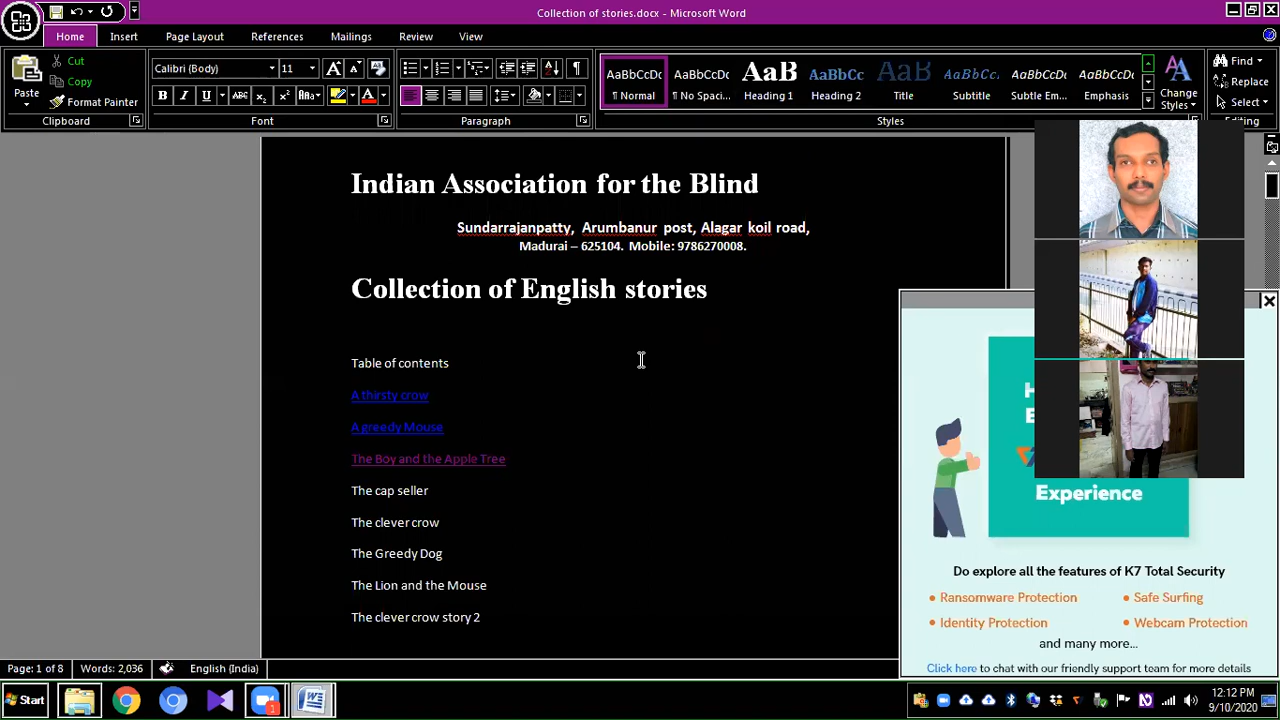 Collection of stories.docx - Microsoft Word
Home Insert Page Layout References Mailings Review View
Paste
Cut
Copy
Format Painter
Clipboard
Calibri (Body) 11
B I U ABC
Font
Paragraph
AaBbCcDc AaBbCcDc AaB AaBbCc AaB AaBbCc AaBbCcDc AaBbCcDc
¶ Normal ¶ No Spaci... Heading 1 Heading 2 Title Subtitle Subtle Em... Emphasis
Change
Styles
Styles
Find
Replace
Select
Editing
Indian Association for the Blind
Sundarrajanpatty, Arumbanur post, Alagar koil road,
Madurai – 625104. Mobile: 9786270008.
Collection of English stories
Table of contents
A thirsty crow
A greedy Mouse
The Boy and the Apple Tree
The cap seller
The clever crow
The Greedy Dog
The Lion and the Mouse
The clever crow story 2
Experience
Do explore all the features of K7 Total Security
• Ransomware Protection • Safe Surfing
• Identity Protection • Webcam Protection
and many more...
Click here to chat with our friendly support team for more details
Page: 1 of 8 Words: 2,036 English (India)
Start 1
12:12 PM
9/10/2020